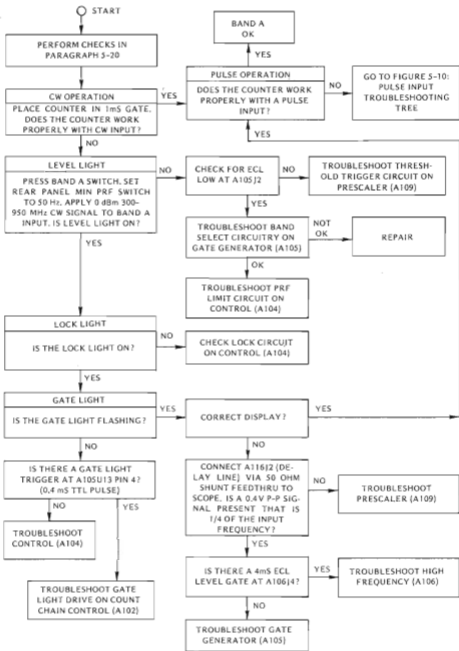 START
PERFORM CHECKS IN
PARAGRAPH 5-20
BAND A
OK
YES
CW OPERATION
PLACE COUNTER IN 1mS GATE.
DOES THE COUNTER WORK
PROPERLY WITH CW INPUT?
YES
PULSE OPERATION
DOES THE COUNTER WORK
PROPERLY WITH A PULSE
INPUT?
NO
GO TO FIGURE 5-10:
PULSE INPUT
TROUBLESHOOTING
TREE
NO
YES
LEVEL LIGHT
PRESS BAND A SWITCH, SET
REAR PANEL MIN PRF SWITCH
TO 50 Hz. APPLY 0 dBm 300-
950 MHz CW SIGNAL TO BAND A
INPUT. IS LEVEL LIGHT ON?
NO
CHECK FOR ECL
LOW AT A105J2
NO
TROUBLESHOOT THRESH-
OLD TRIGGER CIRCUIT ON
PRESCALER (A109)
YES
TROUBLESHOOT BAND
SELECT CIRCUITRY ON
GATE GENERATOR (A105)
NOT
OK
REPAIR
YES
OK
TROUBLESHOOT PRF
LIMIT CIRCUIT ON
CONTROL (A104)
LOCK LIGHT
IS THE LOCK LIGHT ON?
NO
CHECK LOCK CIRCUIT
ON CONTROL (A104)
YES
GATE LIGHT
IS THE GATE LIGHT FLASHING?
YES
CORRECT DISPLAY?
YES
NO
NO
IS THERE A GATE LIGHT
TRIGGER AT A105U13 PIN 4?
(0.4 mS TTL PULSE)
CONNECT A116J2 (DE-
LAY LINE) VIA 50 OHM
SHUNT FEEDTHRU TO
SCOPE. IS A 0.4V P-P SIG-
NAL PRESENT THAT IS
1/4 OF THE INPUT
FREQUENCY?
NO
TROUBLESHOOT
PRESCALER (A109)
NO
YES
TROUBLESHOOT
CONTROL (A104)
YES
IS THERE A 4mS ECL
LEVEL GATE AT A106J4?
YES
TROUBLESHOOT HIGH
FREQUENCY (A106)
TROUBLESHOOT GATE
LIGHT DRIVE ON COUNT
CHAIN CONTROL (A102)
NO
TROUBLESHOOT GATE
GENERATOR (A105)